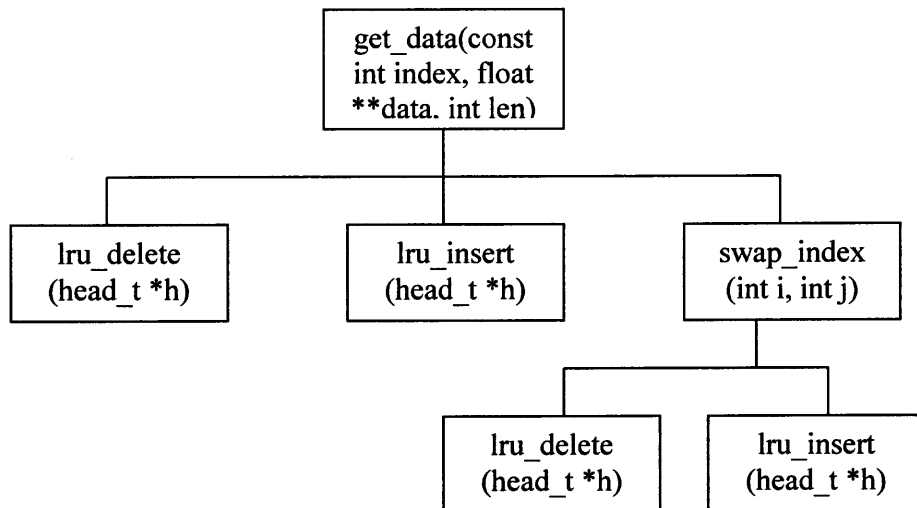 get_data(const
int index, float
**data, int len)
lru_delete
(head_t *h)
lru_insert
(head_t *h)
swap_index
(int i, int j)
lru_delete
(head_t *h)
lru_insert
(head_t *h)